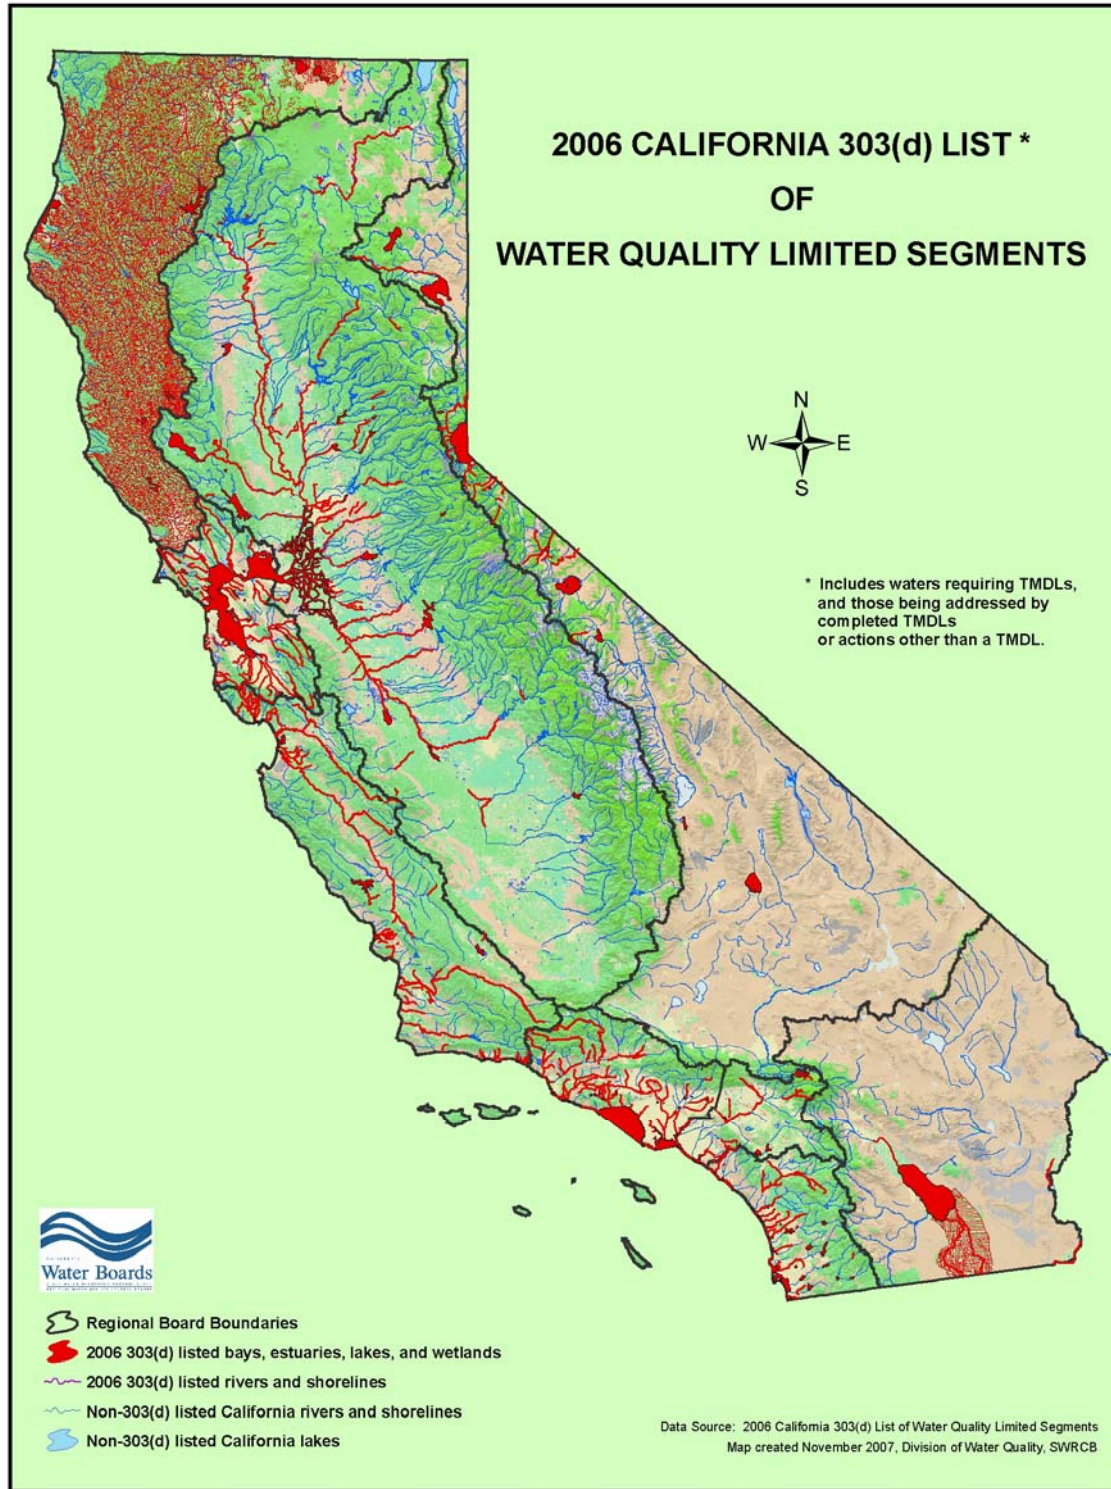 2006 CALIFORNIA 303(d) LIST *
OF
WATER QUALITY LIMITED SEGMENTS
N
W E
S
* Includes waters requiring TMDLs,
and those being addressed by
completed TMDLs
or actions other than a TMDL.
Water Boards
Regional Board Boundaries
2006 303(d) listed bays, estuaries, lakes, and wetlands
2006 303(d) listed rivers and shorelines
Non-303(d) listed California rivers and shorelines
Non-303(d) listed California lakes
Data Source: 2006 California 303(d) List of Water Quality Limited Segments
Map created November 2007, Division of Water Quality, SWRCB